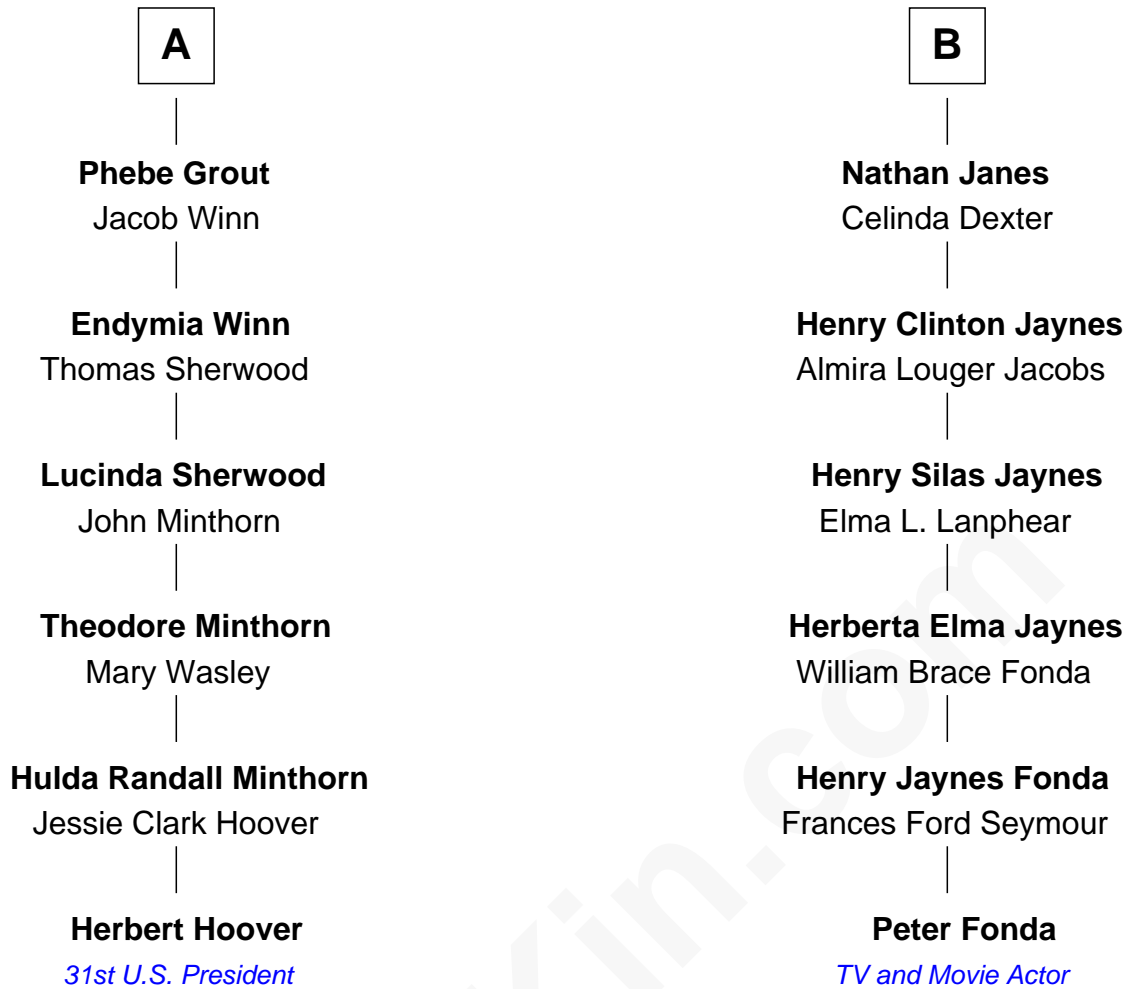 A
Phebe Grout
Jacob Winn
Endymia Winn
Thomas Sherwood
Lucinda Sherwood
John Minthorn
Theodore Minthorn
Mary Wasley
Hulda Randall Minthorn
Jessie Clark Hoover
Herbert Hoover
31st U.S. President
B
Nathan Janes
Celinda Dexter
Henry Clinton Jaynes
Almira Louger Jacobs
Henry Silas Jaynes
Elma L. Lanphear
Herberta Elma Jaynes
William Brace Fonda
Henry Jaynes Fonda
Frances Ford Seymour
Peter Fonda
TV and Movie Actor